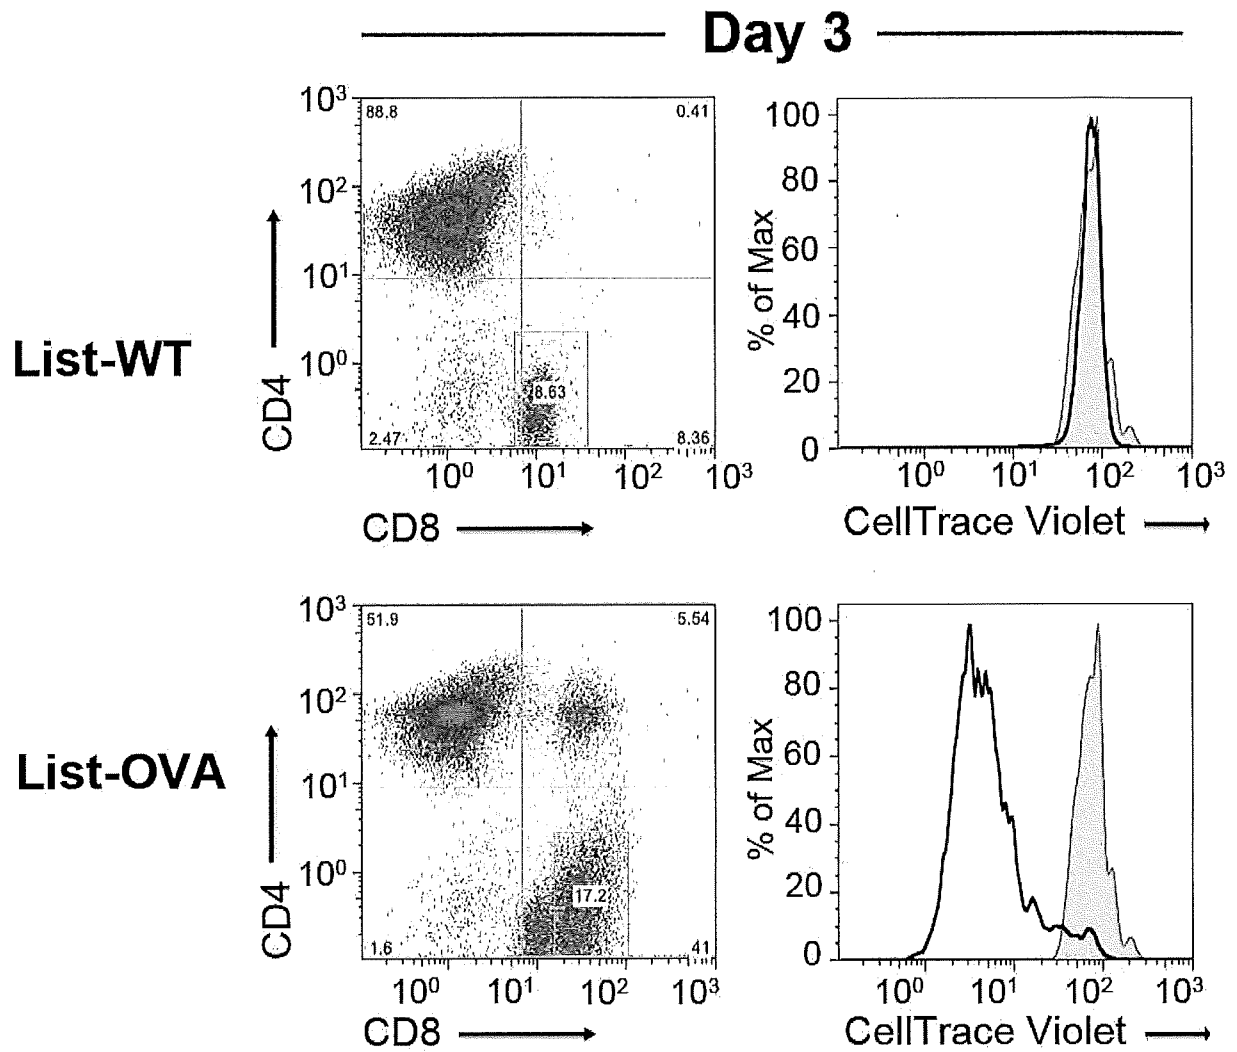 Day 3
List-WT
CD4
10³
10²
10¹
10⁰
88.8
0.41
8.63
2.47
8.36
10⁰ 10¹ 10² 10³
CD8
% of Max
100
80
60
40
20
0
10⁰ 10¹ 10² 10³
CellTrace Violet
List-OVA
CD4
10³
10²
10¹
10⁰
51.9
5.54
17.2
1.6
41
10⁰ 10¹ 10² 10³
CD8
% of Max
100
80
60
40
20
0
10⁰ 10¹ 10² 10³
CellTrace Violet